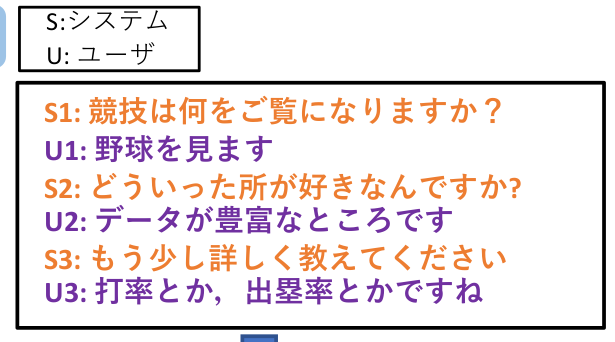 S:システム
U: ユーザ
S1: 競技は何をご覧になりますか？
U1: 野球を見ます
S2: どういった所が好きなんですか?
U2: データが豊富なところです
S3: もう少し詳しく教えてください
U3: 打率とか，出塁率とかですね